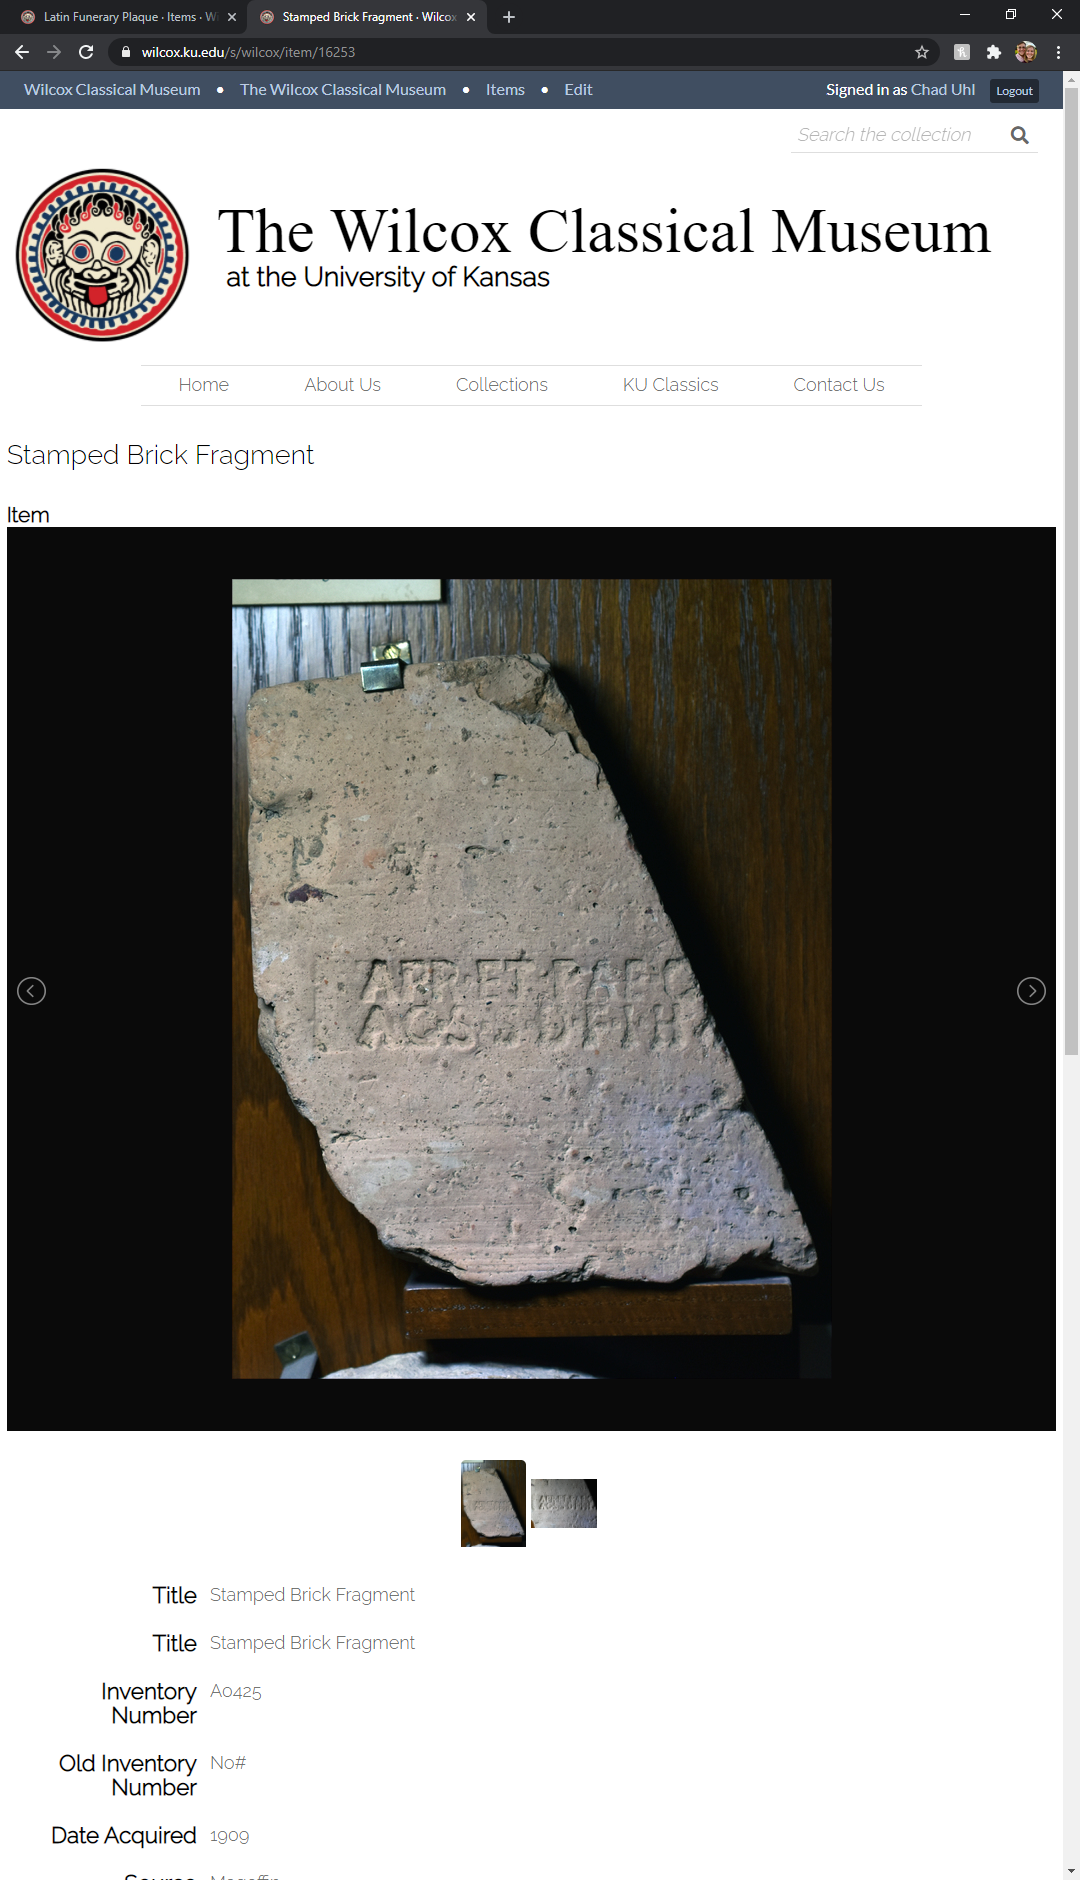 Latin Funerary Plaque · Items · Wi
Stamped Brick Fragment · Wilcox
wilcox.ku.edu/s/wilcox/item/16253
Wilcox Classical Museum • The Wilcox Classical Museum • Items • Edit
Signed in as Chad Uhl Logout
Search the collection
The Wilcox Classical Museum
at the University of Kansas
Home About Us Collections KU Classics Contact Us
Stamped Brick Fragment
Item
APR·ET·PAE
Title Stamped Brick Fragment
Title Stamped Brick Fragment
Inventory Number A0425
Old Inventory Number No#
Date Acquired 1909
Source Magoffin